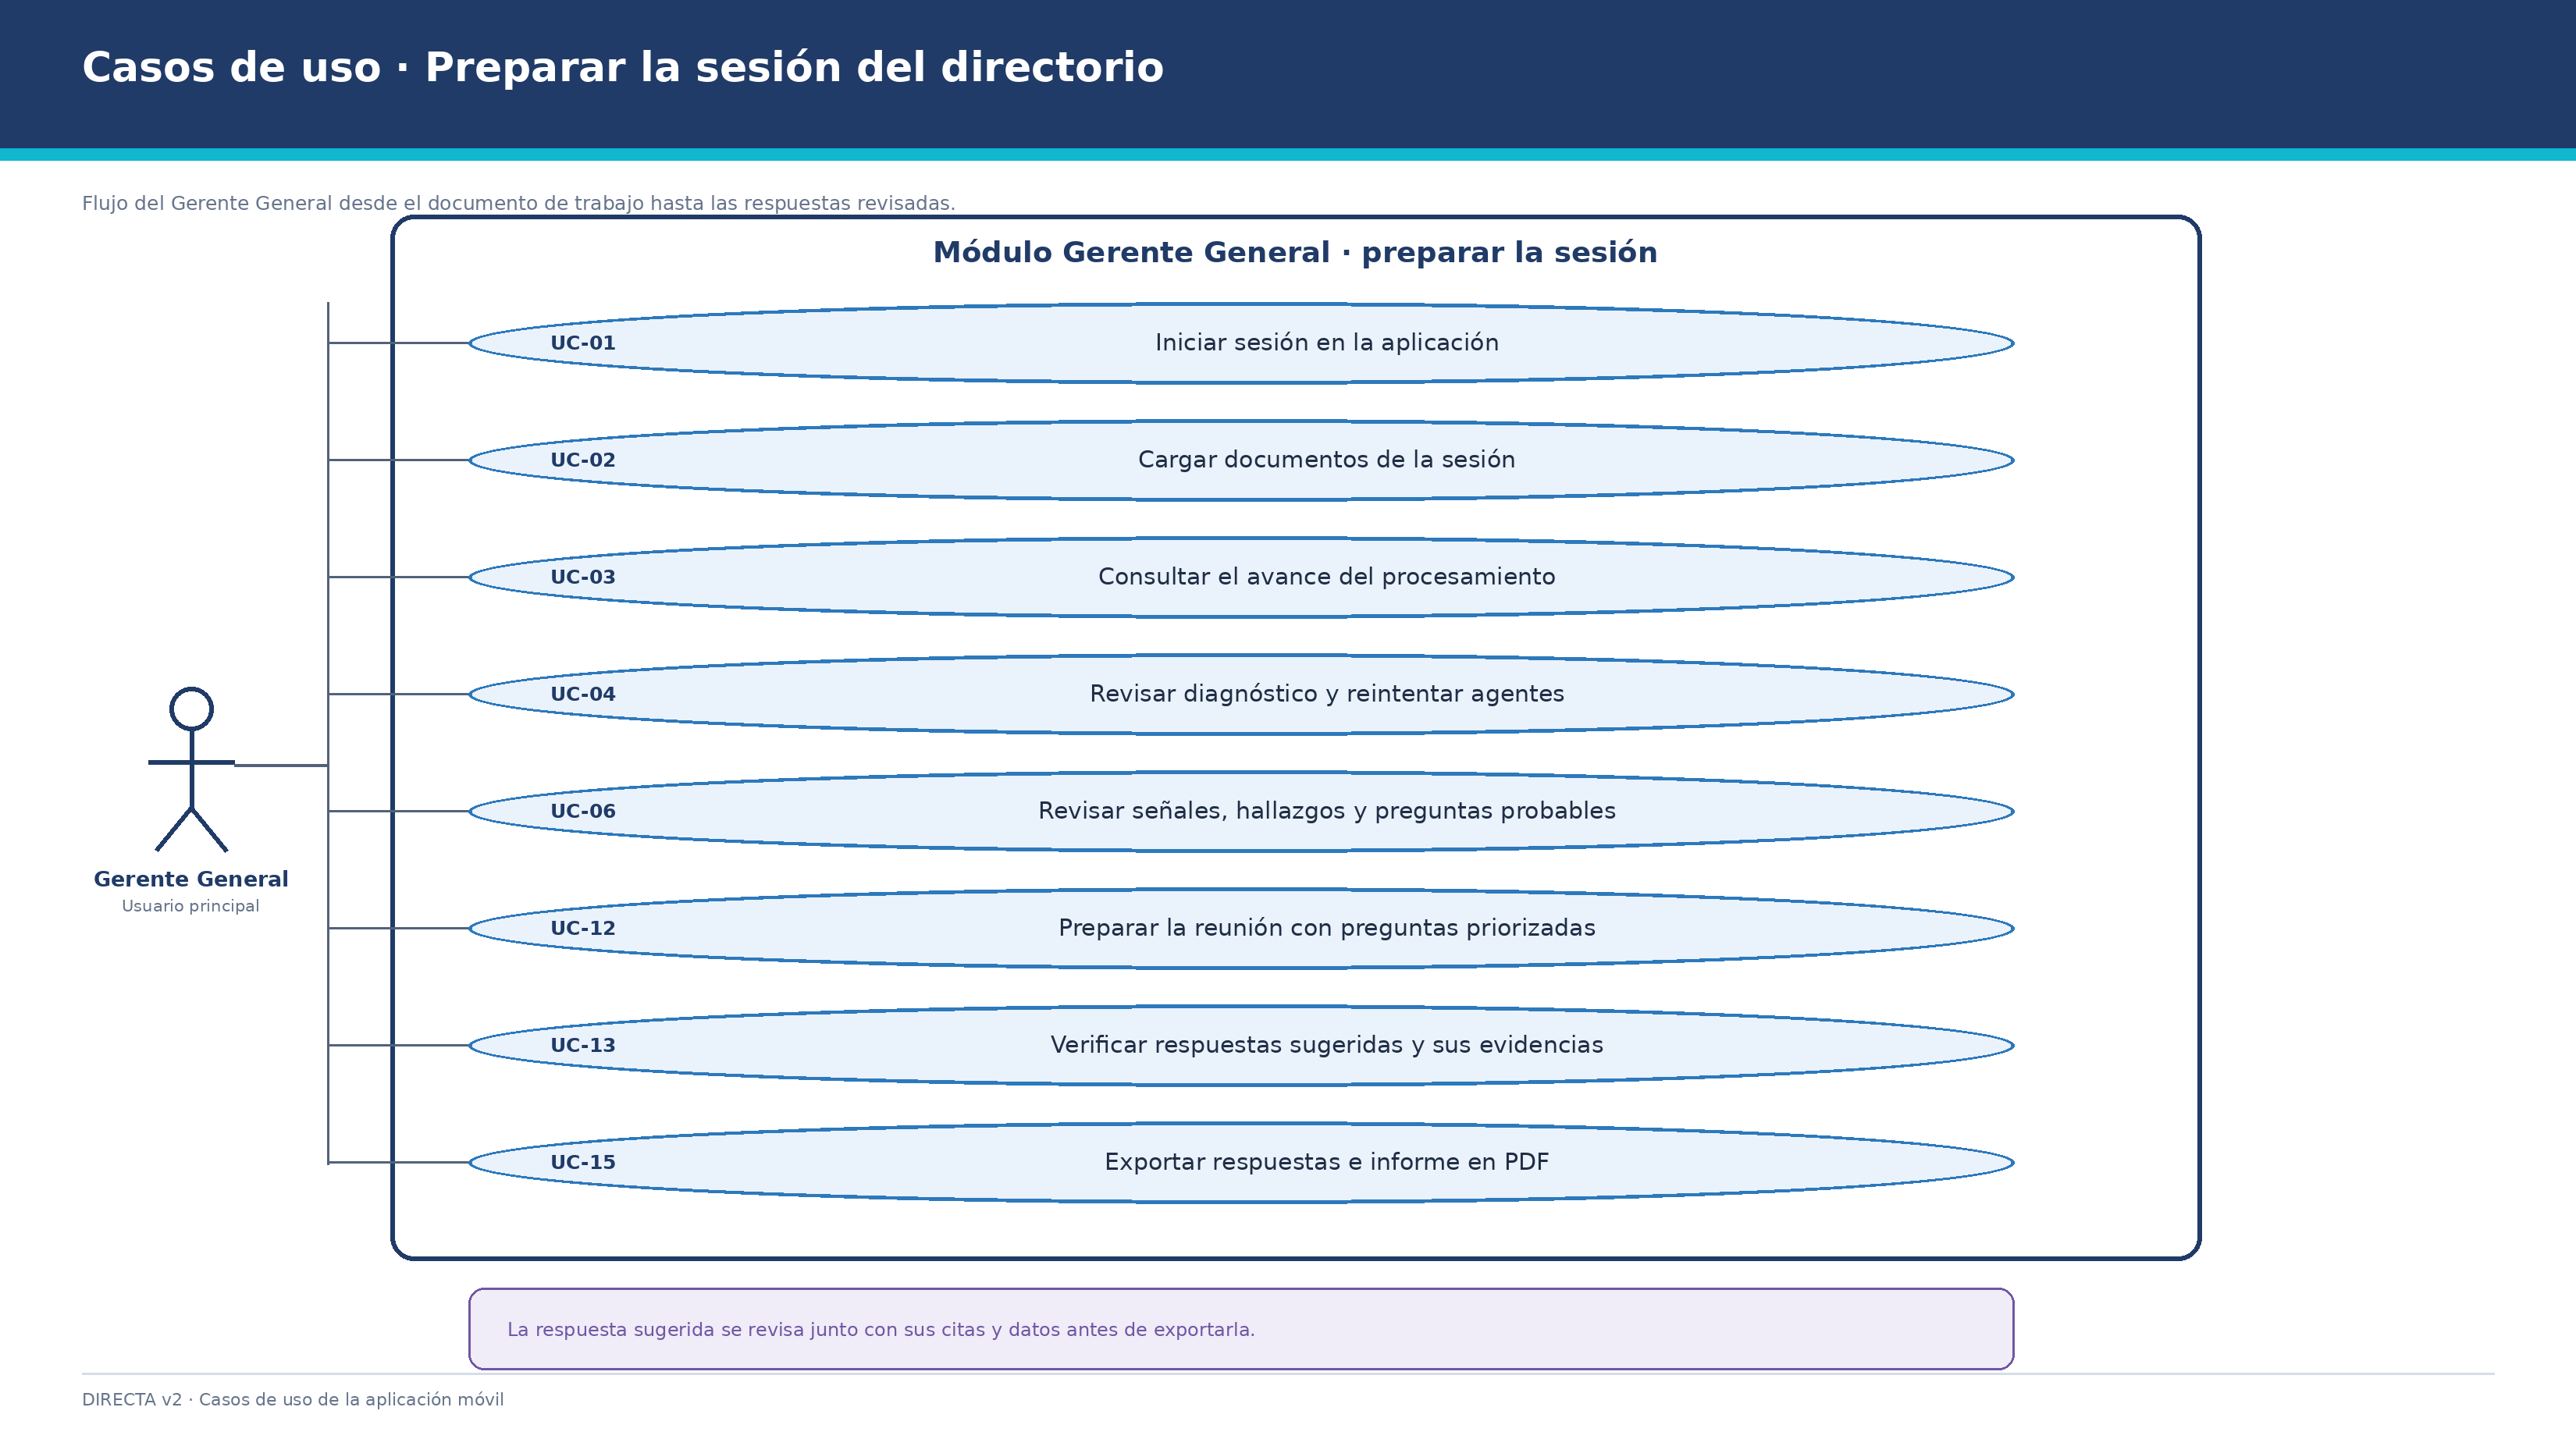 Casos de uso · Preparar la sesión del directorio
Flujo del Gerente General desde el documento de trabajo hasta las respuestas revisadas.
Módulo Gerente General · preparar la sesión
UC-01 Iniciar sesión en la aplicación
UC-02 Cargar documentos de la sesión
UC-03 Consultar el avance del procesamiento
UC-04 Revisar diagnóstico y reintentar agentes
UC-06 Revisar señales, hallazgos y preguntas probables
Gerente General
Usuario principal
UC-12 Preparar la reunión con preguntas priorizadas
UC-13 Verificar respuestas sugeridas y sus evidencias
UC-15 Exportar respuestas e informe en PDF
La respuesta sugerida se revisa junto con sus citas y datos antes de exportarla.
DIRECTA v2 · Casos de uso de la aplicación móvil